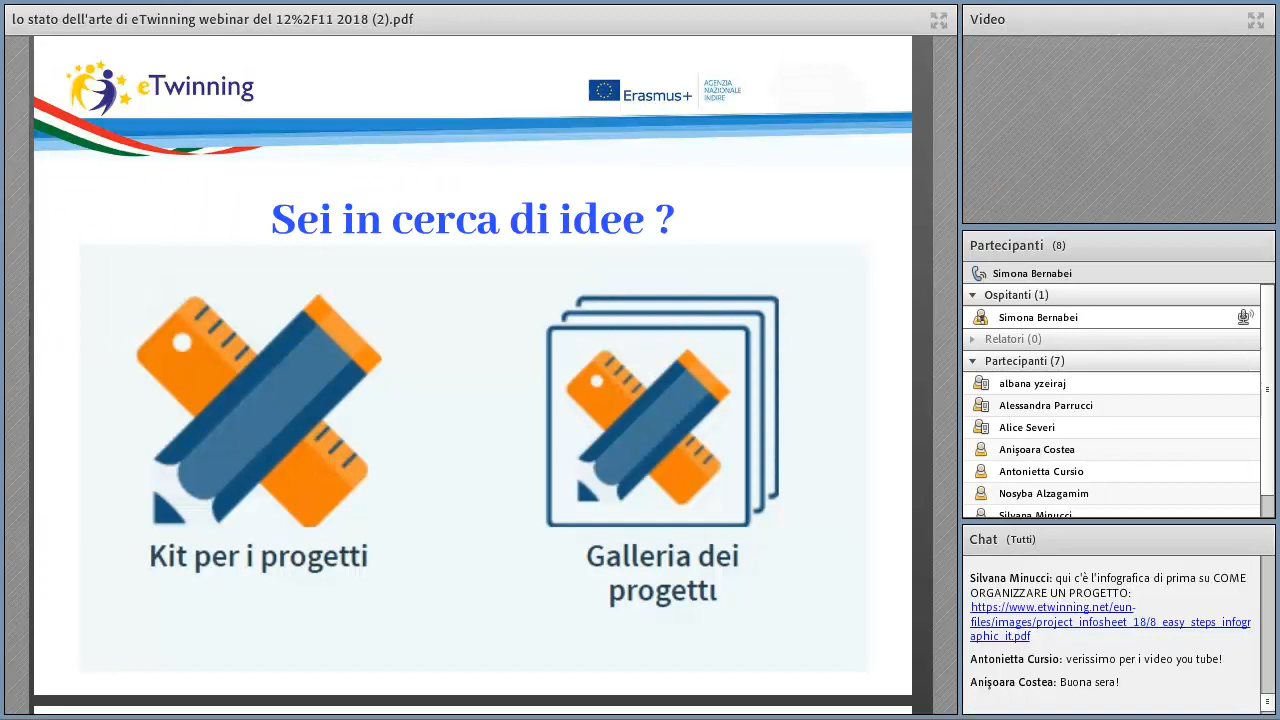 lo stato dell'arte di eTwinning webinar del 12%2F11 2018 (2).pdf
eTwinning
Erasmus+
AGENZIA
NAZIONALE
INDIRE
Sei in cerca di idee ?
Kit per i progetti
Galleria dei
progetti
Video
Partecipanti (8)
Simona Bernabei
Ospitanti (1)
Simona Bernabei
Relatori (0)
Partecipanti (7)
albana yzeiraj
Alessandra Parrucci
Alice Severi
Anişoara Costea
Antonietta Cursio
Nosyba Alzagamim
Silvana Minucci
Chat (Tutti)
Silvana Minucci: qui c'è l'infografica di prima su COME
ORGANIZZARE UN PROGETTO:
https://www.etwinning.net/eun-
files/images/project_infosheet_18/8_easy_steps_infogr
aphic_it.pdf
Antonietta Cursio: verissimo per i video you tube!
Anişoara Costea: Buona sera!